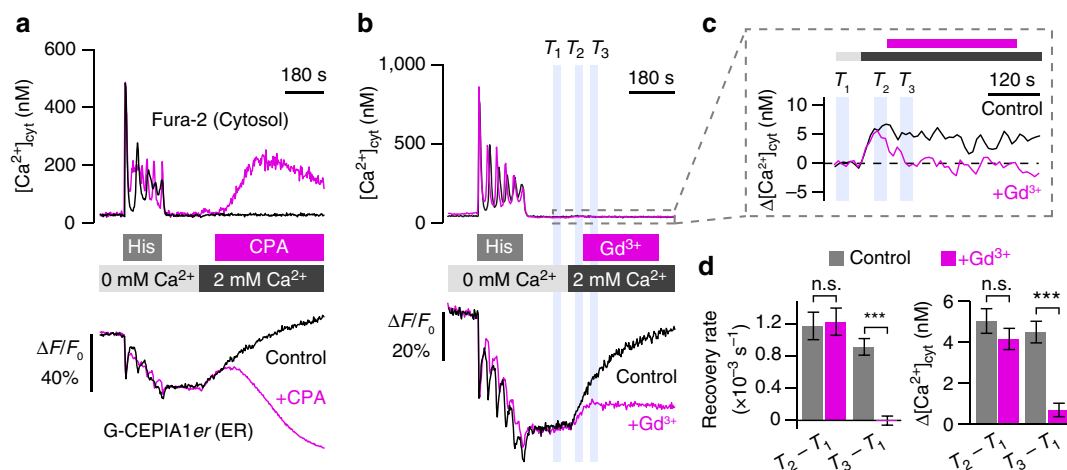 a
600
400
200
0
[Ca²⁺]cyt (nM)
180 s
Fura-2 (Cytosol)
His
CPA
0 mM Ca²⁺
2 mM Ca²⁺
ΔF/F₀
40%
Control
+CPA
G-CEPIA1er (ER)
b
T₁ T₂ T₃
1,000
500
0
[Ca²⁺]cyt (nM)
180 s
His
Gd³⁺
0 mM Ca²⁺
2 mM Ca²⁺
ΔF/F₀
20%
Control
+Gd³⁺
c
T₁ T₂ T₃
120 s
Control
10
5
0
−5
Δ[Ca²⁺]cyt (nM)
+Gd³⁺
d
Control
+Gd³⁺
n.s.
***
1.2
0.8
0.4
0
Recovery rate
(×10⁻³ s⁻¹)
T₂ – T₁
T₃ – T₁
n.s.
***
6
4
2
0
Δ[Ca²⁺]cyt (nM)
T₂ – T₁
T₃ – T₁